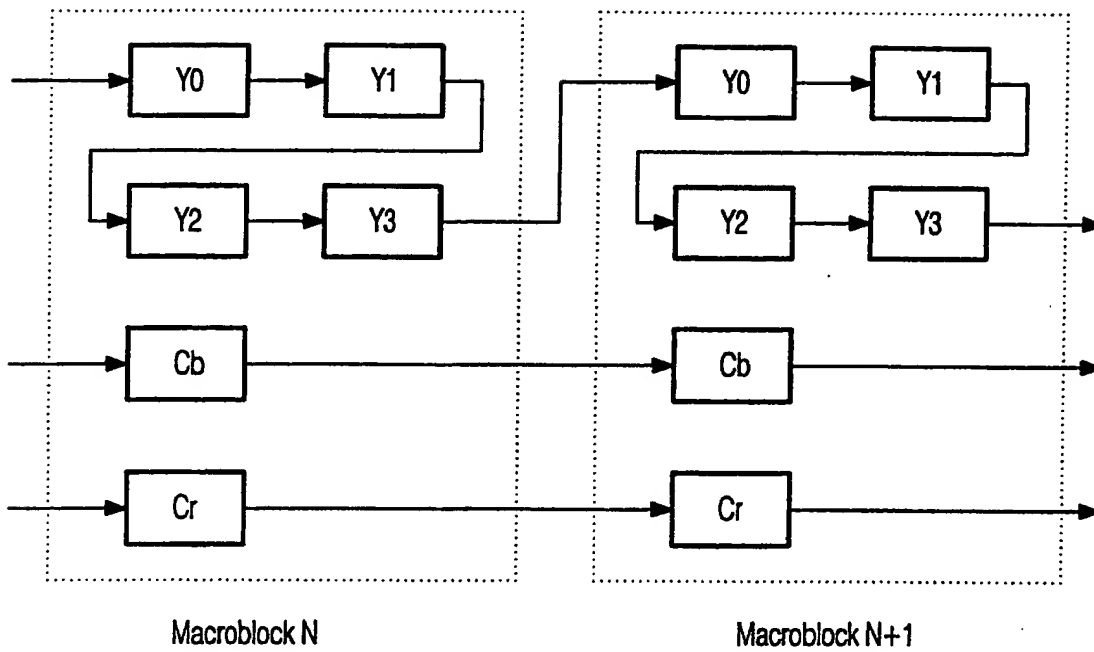 Y0 Y1 Y0 Y1
Y2 Y3 Y2 Y3
Cb Cb
Cr Cr
Macroblock N Macroblock N+1